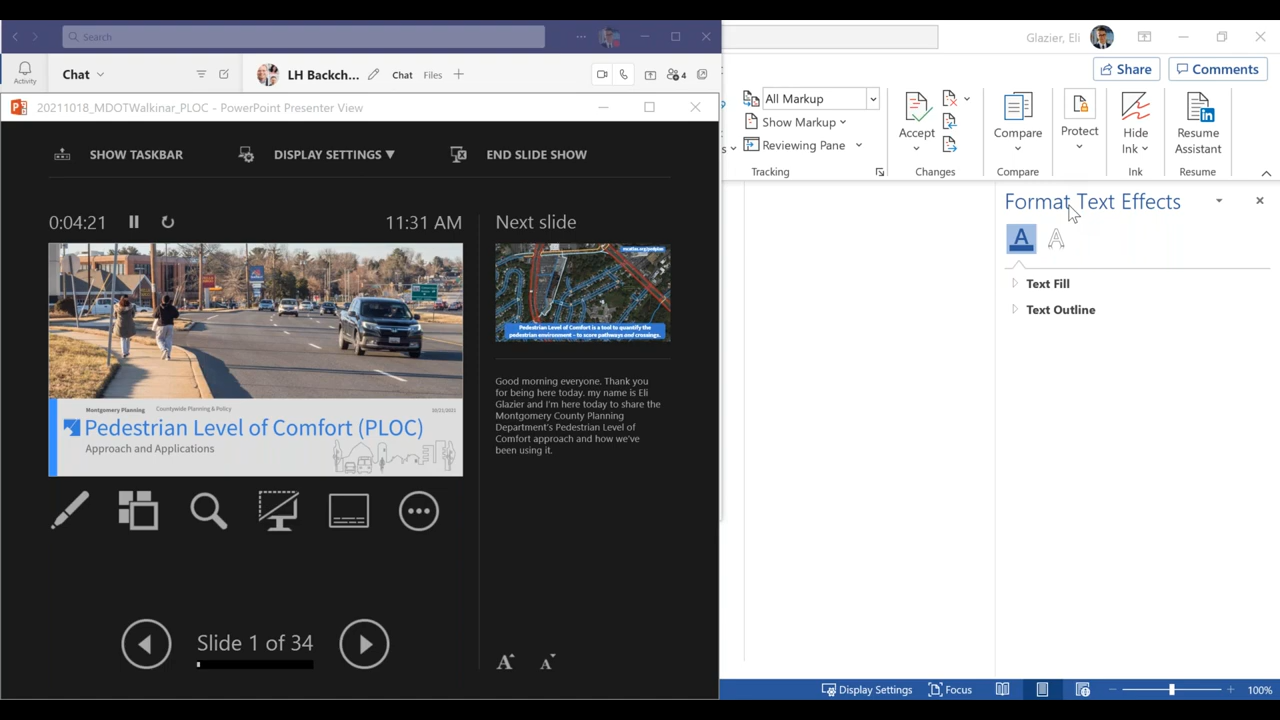 Search
Glazier, Eli
Activity
Chat
LH Backch...
Chat
Files
4
Share
Comments
20211018_MDOTWalkinar_PLOC - PowerPoint Presenter View
All Markup
Show Markup
Reviewing Pane
Tracking
Accept
Changes
Compare
Compare
Protect
Hide
Ink
Ink
Resume
Assistant
Resume
SHOW TASKBAR
DISPLAY SETTINGS ▼
END SLIDE SHOW
0:04:21
11:31 AM
Next slide
Format Text Effects
Text Fill
Text Outline
Montgomery Planning
Countywide Planning & Policy
10/21/2021
Pedestrian Level of Comfort (PLOC)
Approach and Applications
Pedestrian Level of Comfort is a tool to quantify the
pedestrian environment – to score pathways and crossings.
Good morning everyone. Thank you
for being here today. my name is Eli
Glazier and I'm here today to share the
Montgomery County Planning
Department's Pedestrian Level of
Comfort approach and how we've
been using it.
Slide 1 of 34
Display Settings
Focus
100%